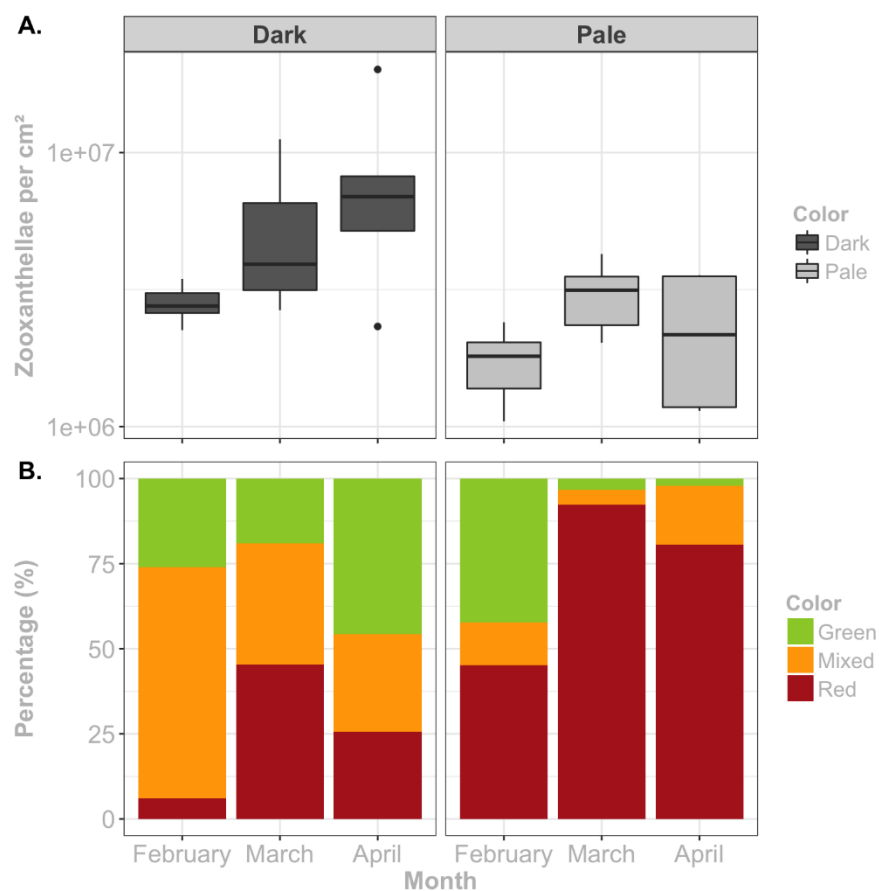 A.
Dark
Pale
Zooxanthellae per cm²
1e+07
1e+06
Color
Dark
Pale
B.
Percentage (%)
100
75
50
25
0
Color
Green
Mixed
Red
February March April February March April
Month